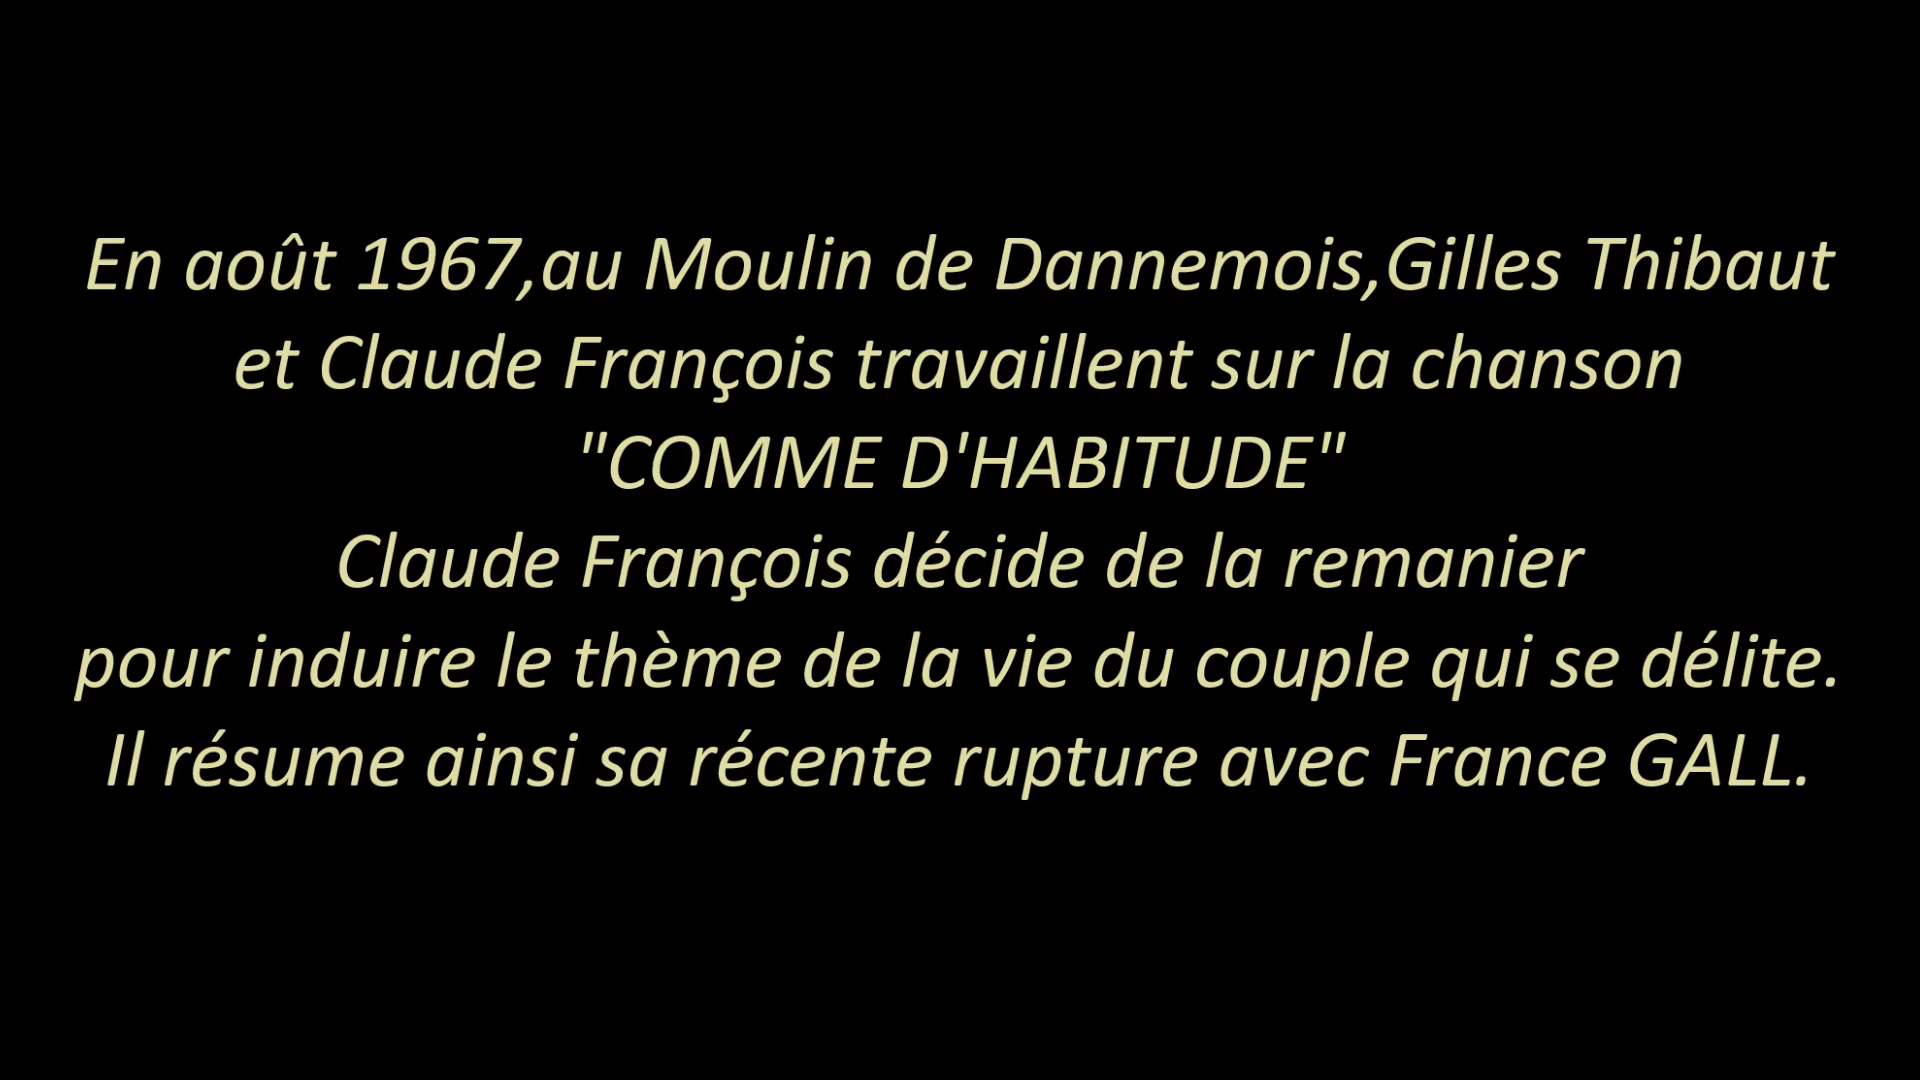 En août 1967,au Moulin de Dannemois,Gilles Thibaut
et Claude François travaillent sur la chanson
"COMME D'HABITUDE"
Claude François décide de la remanier
pour induire le thème de la vie du couple qui se délite.
Il résume ainsi sa récente rupture avec France GALL.